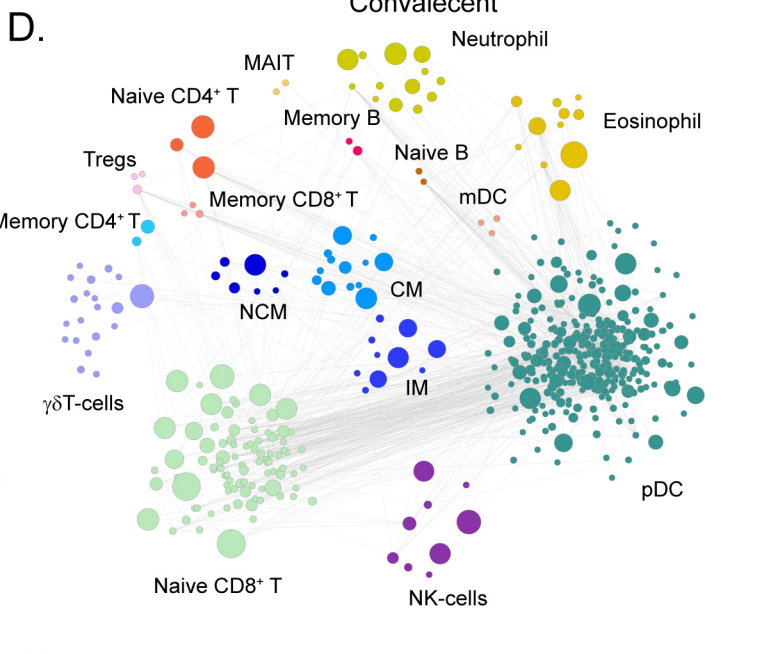 Convalescent
D.
Neutrophil
MAIT
Naive CD4⁺ T
Memory B
Eosinophil
Naive B
Tregs
Memory CD8⁺ T
mDC
Memory CD4⁺ T
CM
NCM
IM
γδT-cells
pDC
Naive CD8⁺ T
NK-cells